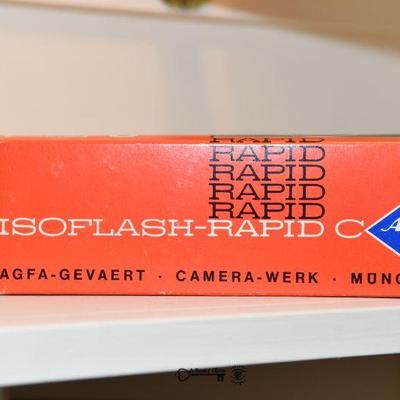 RAPID
RAPID
RAPID
RAPID
RAPID
ISOFLASH-RAPID C
AGFA-GEVAERT · CAMERA-WERK · MÜNC